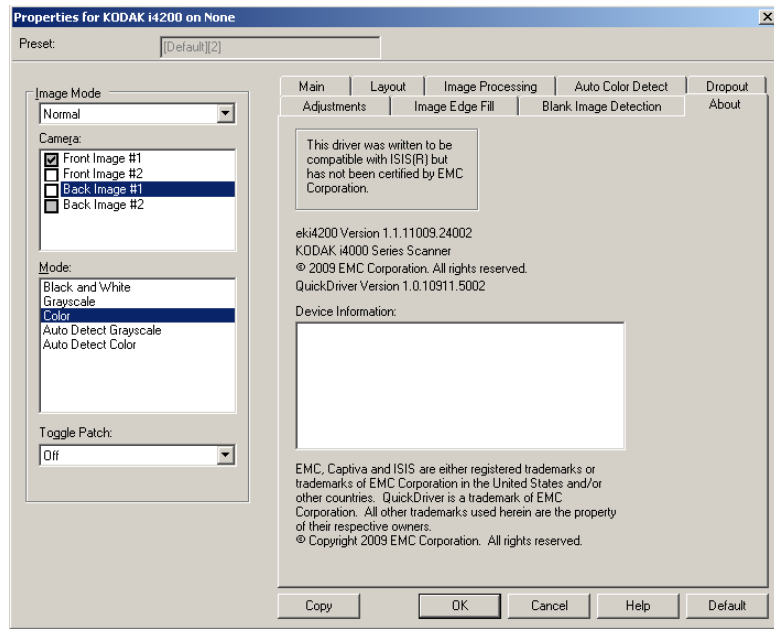 Properties for KODAK i4200 on None
Preset:
[Default][2]
Image Mode
Normal
Camera:
Front Image #1
Front Image #2
Back Image #1
Back Image #2
Mode:
Black and White
Grayscale
Color
Auto Detect Grayscale
Auto Detect Color
Toggle Patch:
Off
Main
Layout
Image Processing
Auto Color Detect
Dropout
Adjustments
Image Edge Fill
Blank Image Detection
About
This driver was written to be
compatible with ISIS(R) but
has not been certified by EMC
Corporation.
eki4200 Version 1.1.11009.24002
KODAK i4000 Series Scanner
© 2009 EMC Corporation. All rights reserved.
QuickDriver Version 1.0.10911.5002
Device Information:
EMC, Captiva and ISIS are either registered trademarks or
trademarks of EMC Corporation in the United States and/or
other countries. QuickDriver is a trademark of EMC
Corporation. All other trademarks used herein are the property
of their respective owners.
© Copyright 2009 EMC Corporation. All rights reserved.
Copy
OK
Cancel
Help
Default